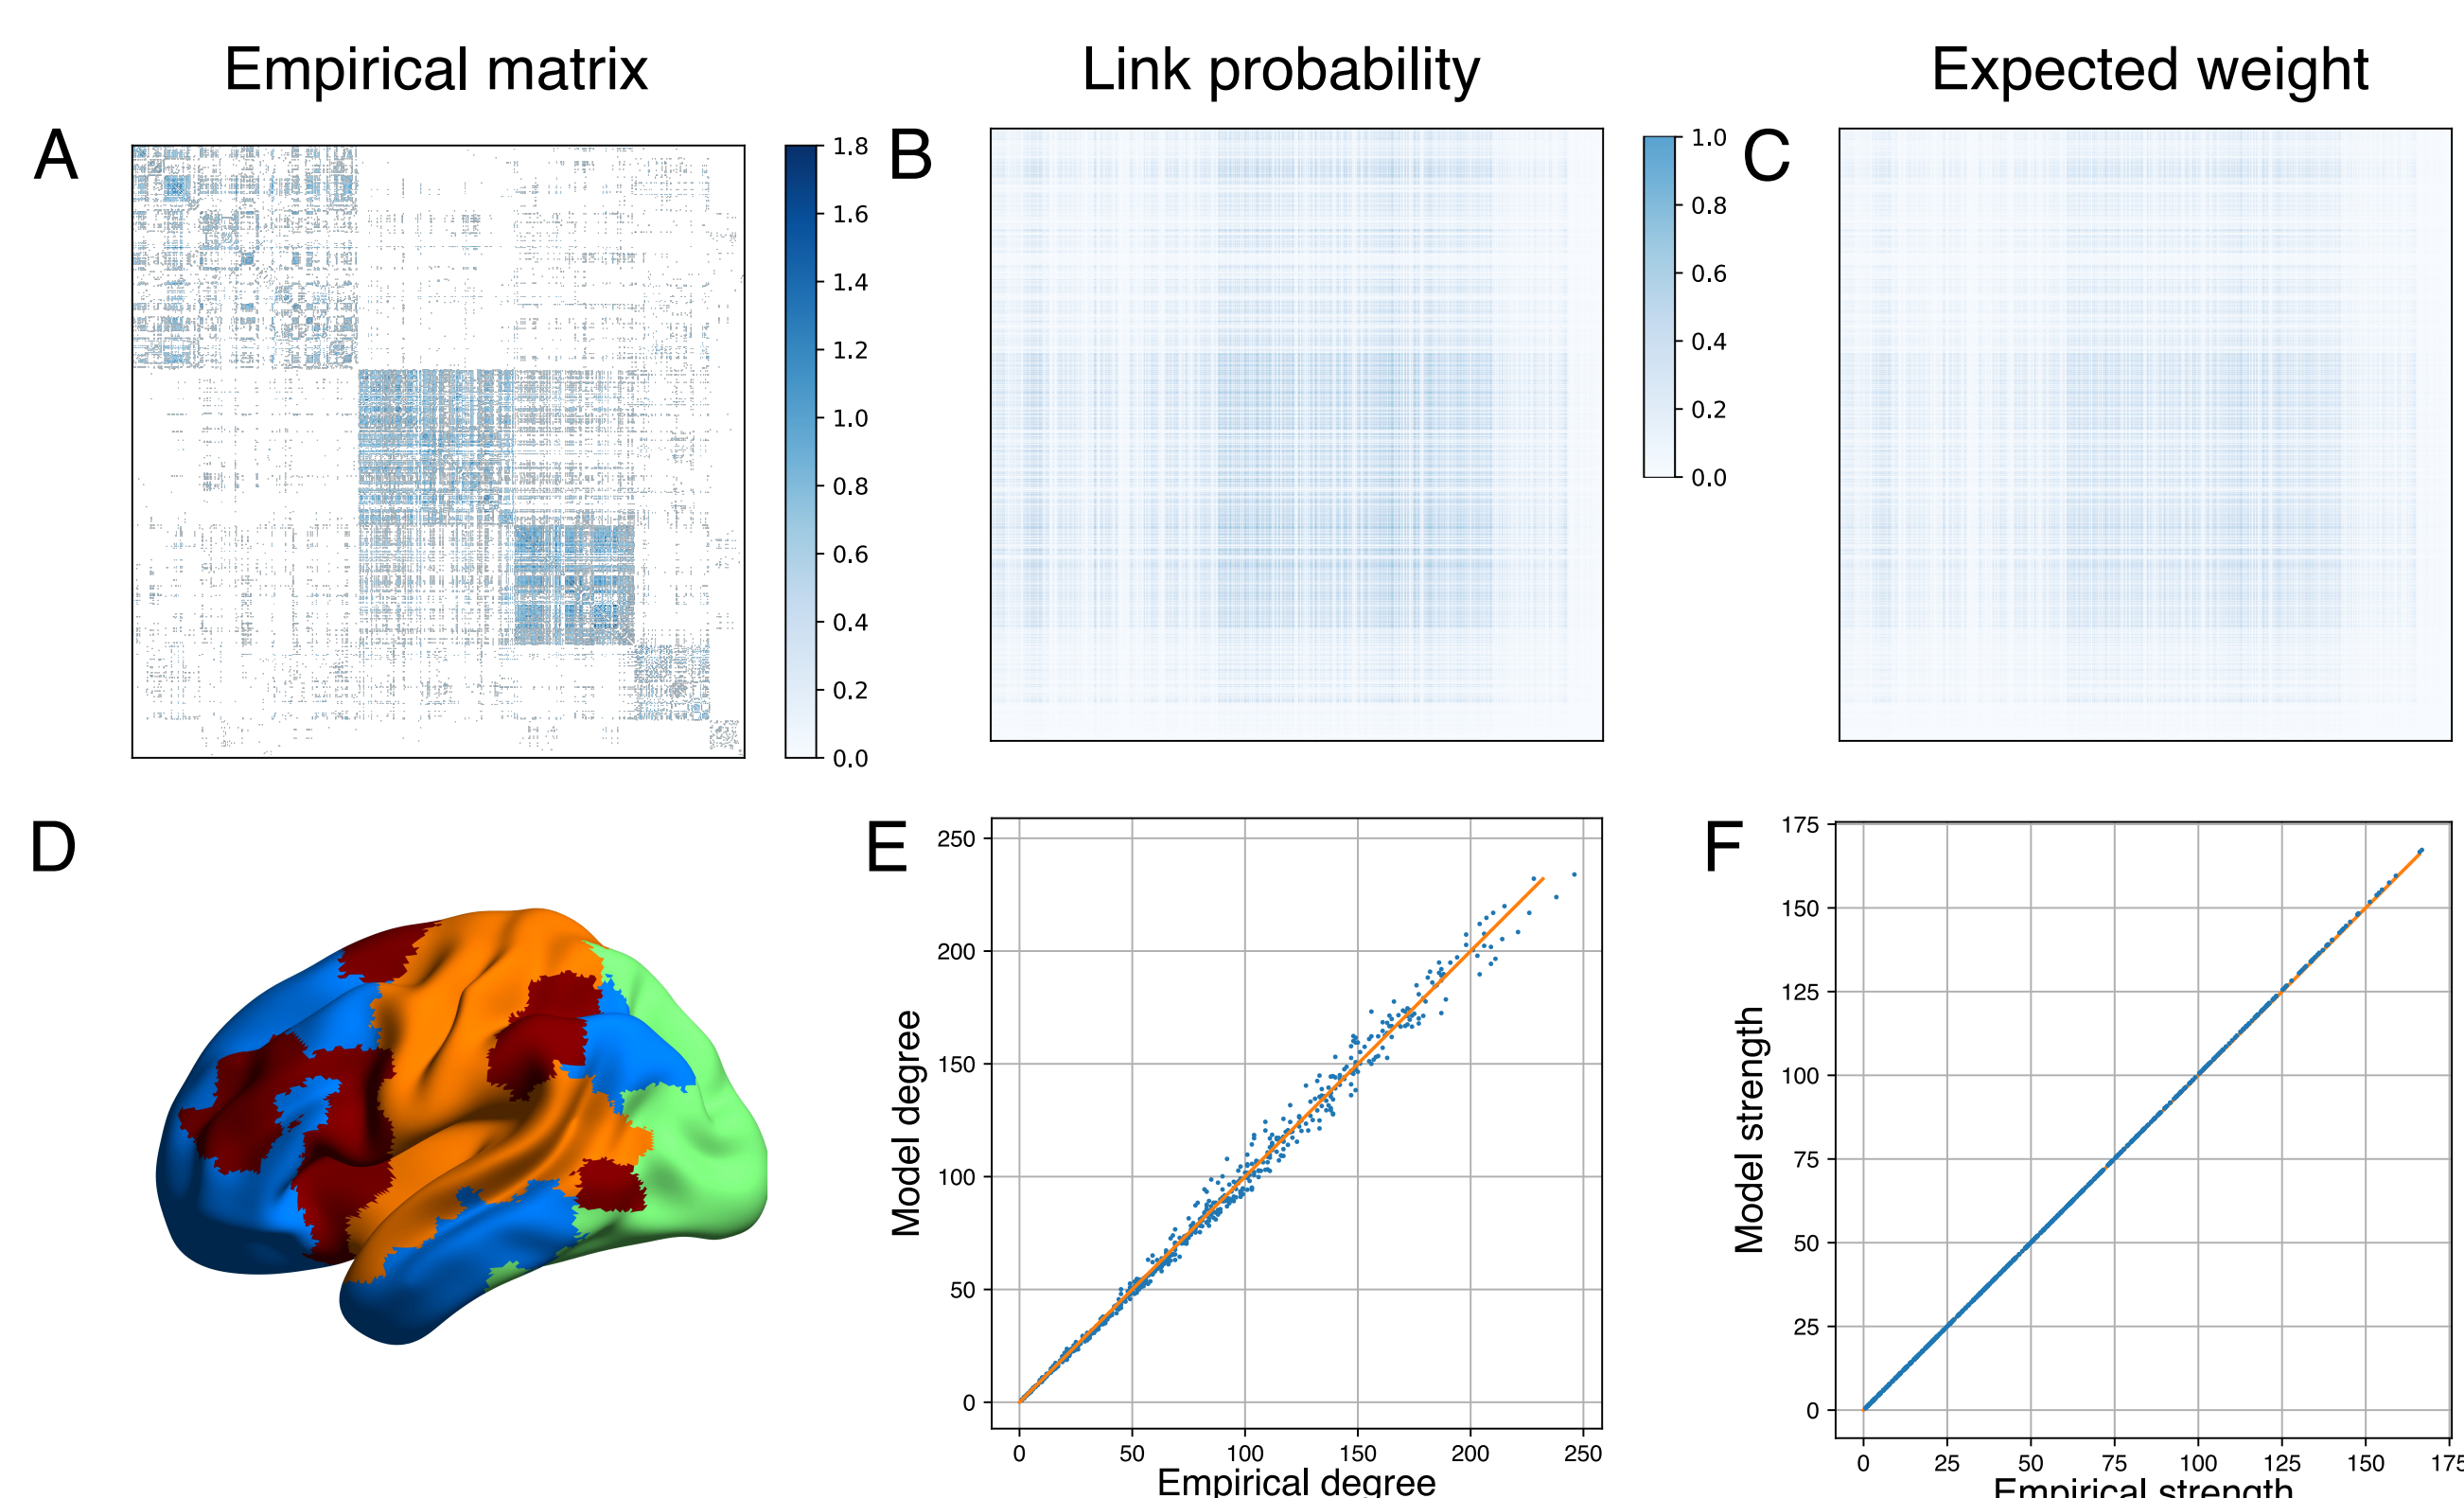 Empirical matrix
Link probability
Expected weight
A
1.8
1.6
1.4
1.2
1.0
0.8
0.6
0.4
0.2
0.0
B
1.0
0.8
0.6
0.4
0.2
0.0
C
D
E
250
200
150
100
50
0
Model degree
0 50 100 150 200 250
Empirical degree
F
175
150
125
100
75
50
25
0
Model strength
0 25 50 75 100 125 150 175
Empirical strength